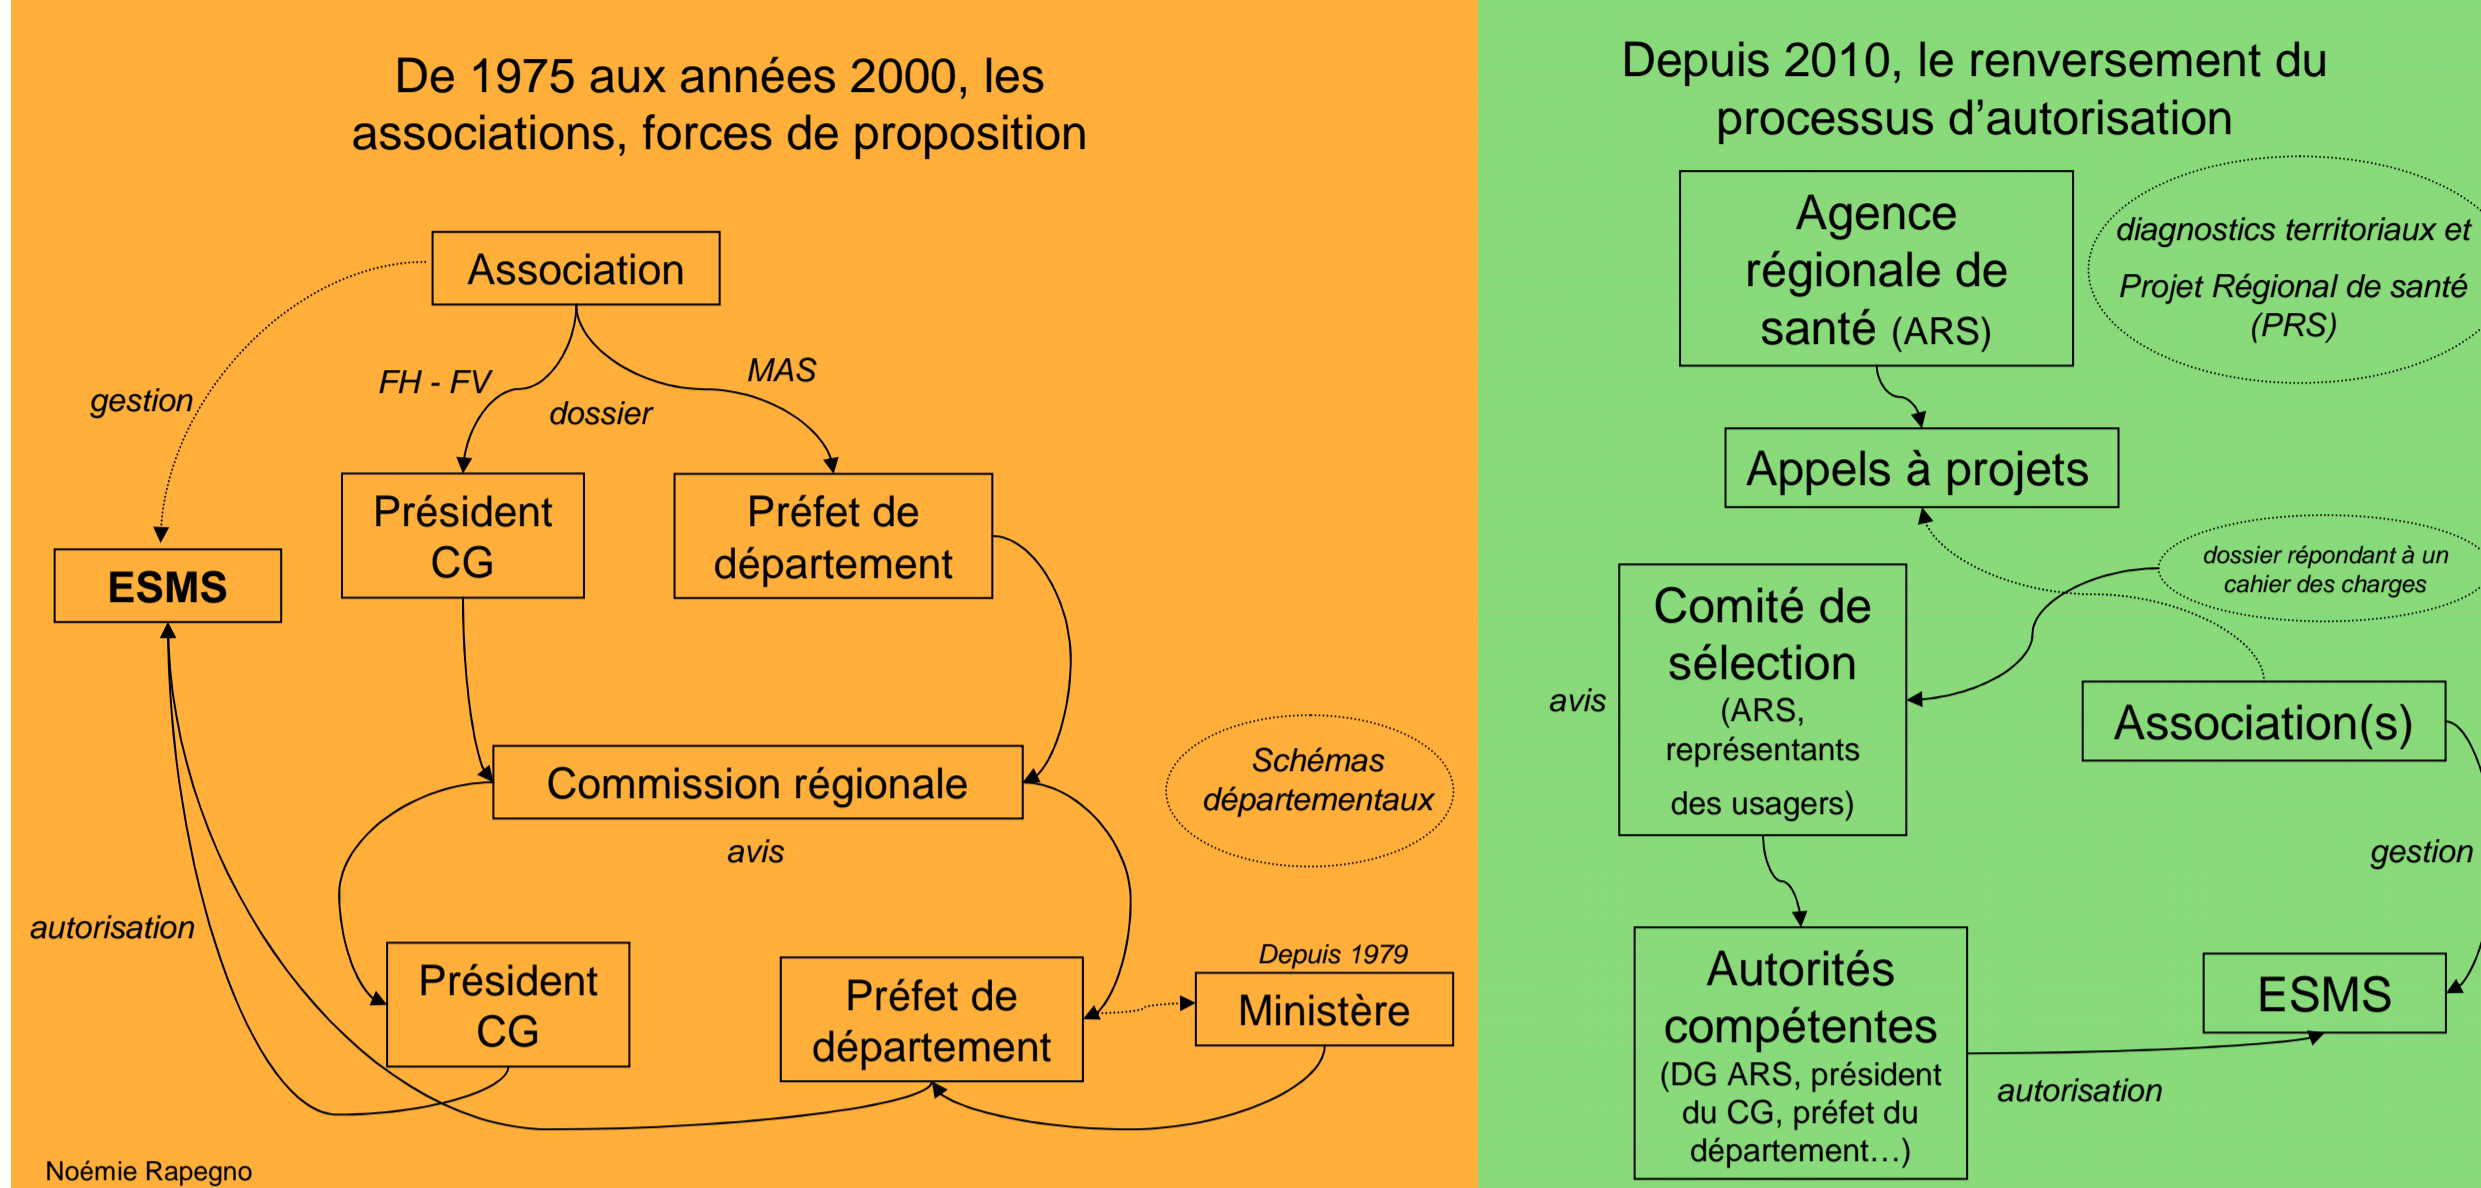 De 1975 aux années 2000, les
associations, forces de proposition
Association
FH - FV
MAS
gestion
dossier
Président
CG
Préfet de
département
ESMS
Commission régionale
Schémas
départementaux
avis
autorisation
Président
CG
Préfet de
département
Depuis 1979
Ministère
Noémie Rapegno
Depuis 2010, le renversement du
processus d’autorisation
Agence
régionale de
santé (ARS)
diagnostics territoriaux et
Projet Régional de santé
(PRS)
Appels à projets
dossier répondant à un
cahier des charges
Comité de
sélection
(ARS,
représentants
des usagers)
avis
Association(s)
gestion
Autorités
compétentes
(DG ARS, président
du CG, préfet du
département…)
ESMS
autorisation